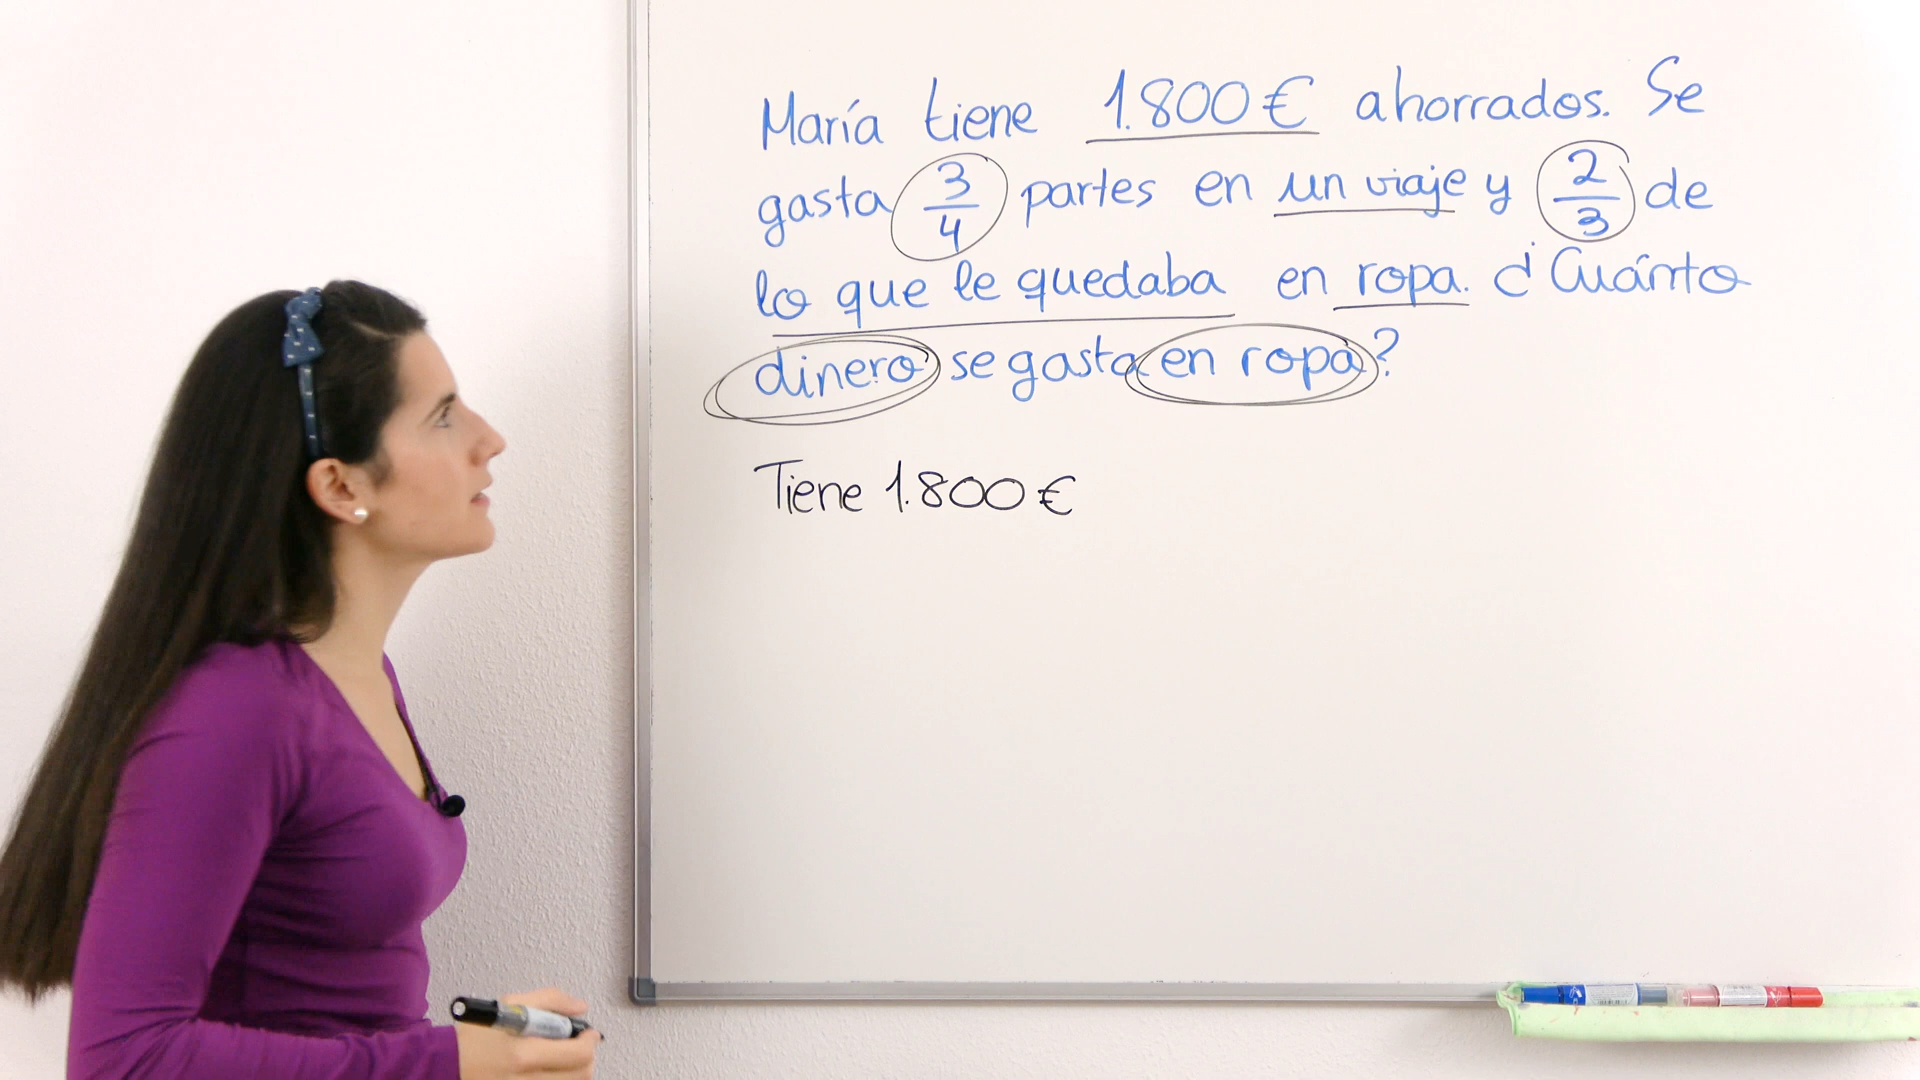 María tiene 1.800 € ahorrados. Se
gasta 3/4 partes en un viaje y 2/3 de
lo que le quedaba en ropa. ¿Cuánto
dinero se gasta en ropa?
Tiene 1.800 €